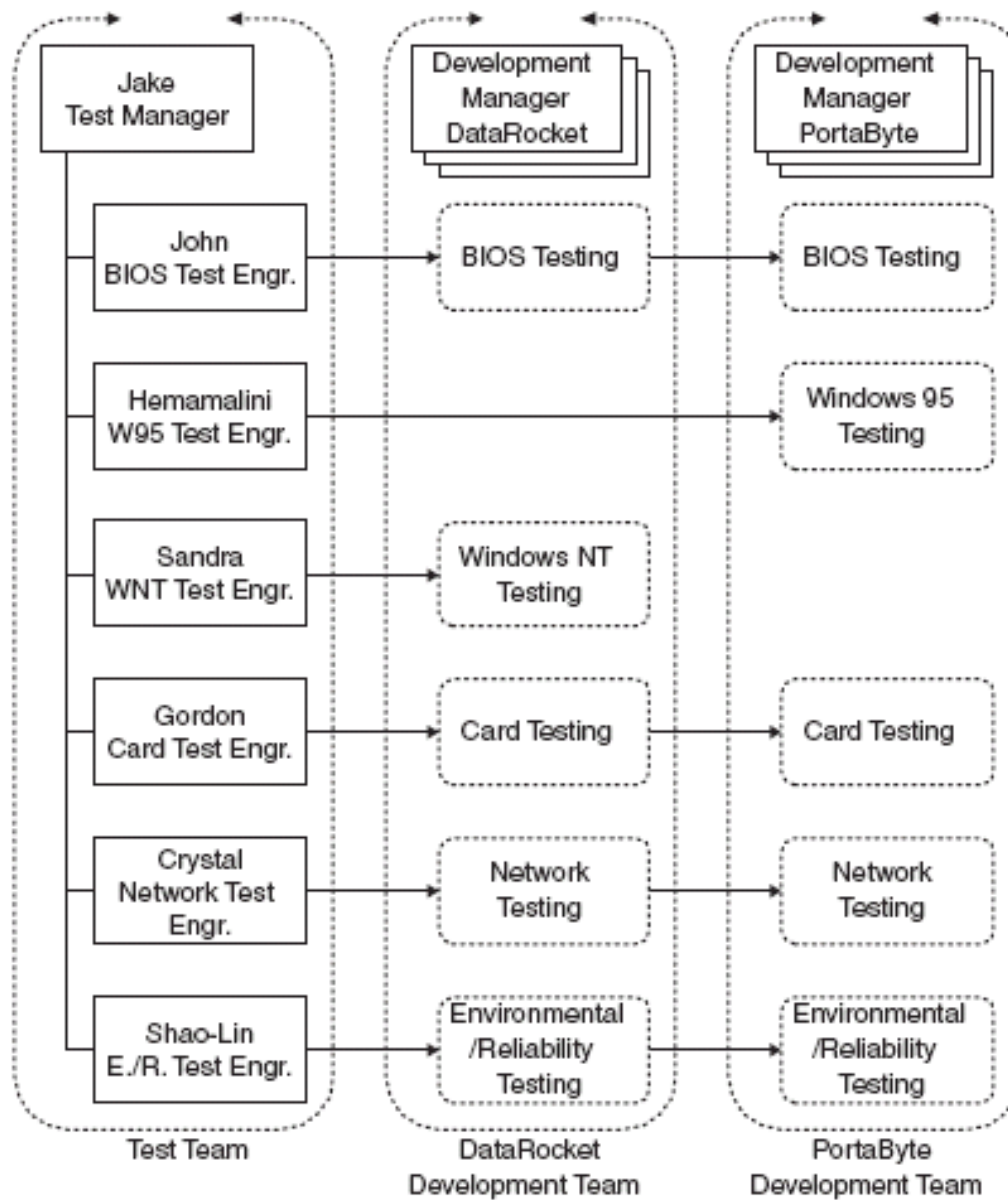 Jake
Test Manager
Development
Manager
DataRocket
Development
Manager
PortaByte
John
BIOS Test Engr.
BIOS Testing
BIOS Testing
Hemamalini
W95 Test Engr.
Windows 95
Testing
Sandra
WNT Test Engr.
Windows NT
Testing
Gordon
Card Test Engr.
Card Testing
Card Testing
Crystal
Network Test
Engr.
Network
Testing
Network
Testing
Shao-Lin
E./R. Test Engr.
Environmental
/Reliability
Testing
Environmental
/Reliability
Testing
Test Team
DataRocket
Development Team
PortaByte
Development Team